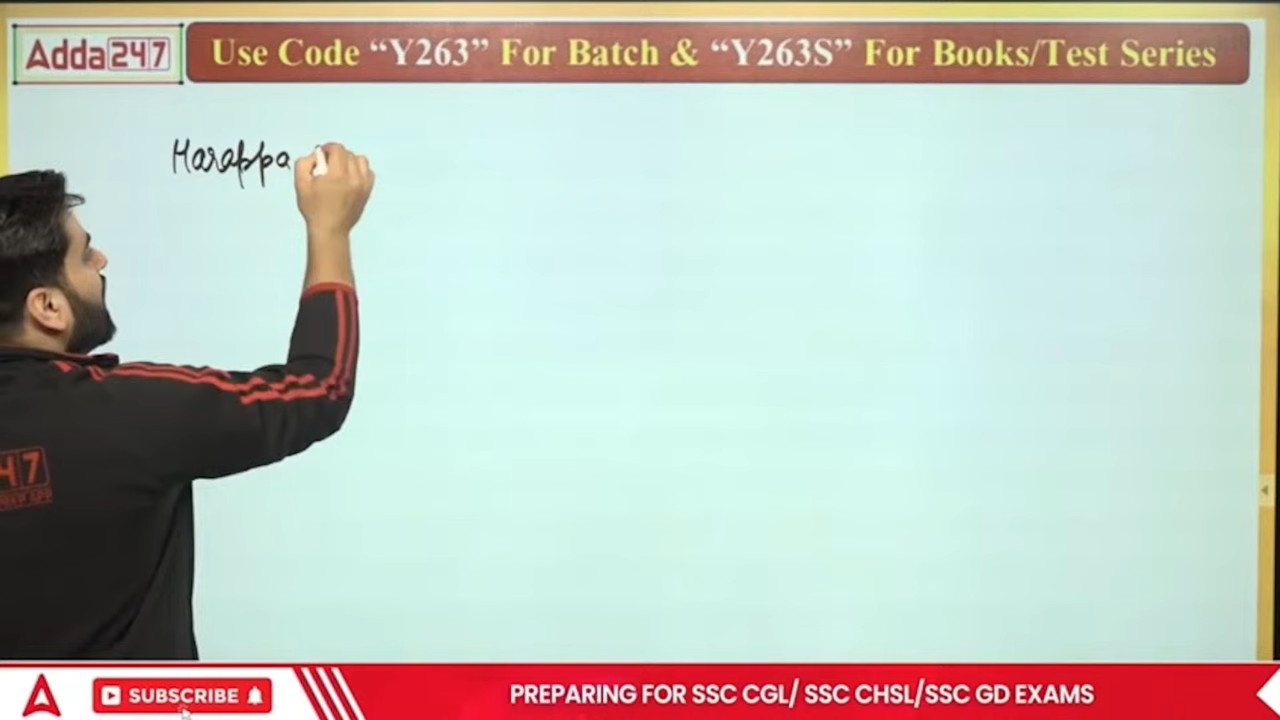 Adda247
Use Code “Y263” For Batch & “Y263S” For Books/Test Series
Harappa
47
SUBSCRIBE
PREPARING FOR SSC CGL/ SSC CHSL/SSC GD EXAMS